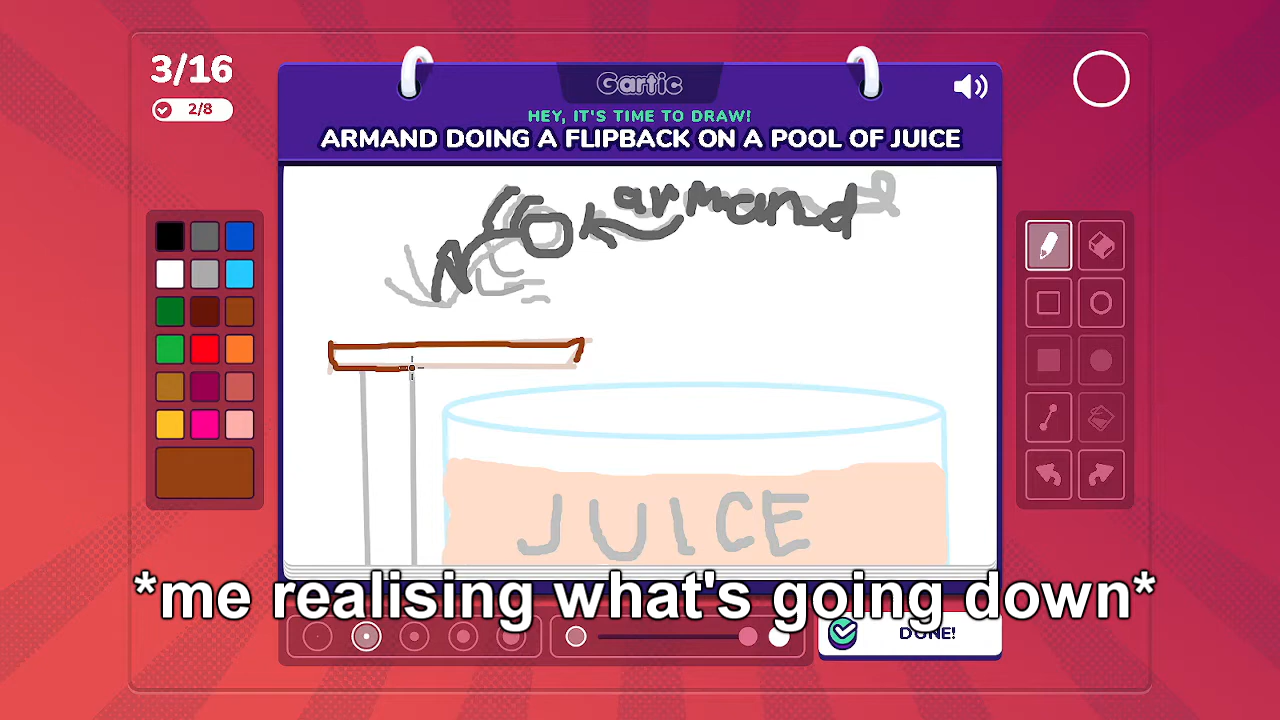 3/16
2/8
Gartic
HEY, IT'S TIME TO DRAW!
ARMAND DOING A FLIPBACK ON A POOL OF JUICE
armand
JUICE
*me realising what's going down*
DONE!